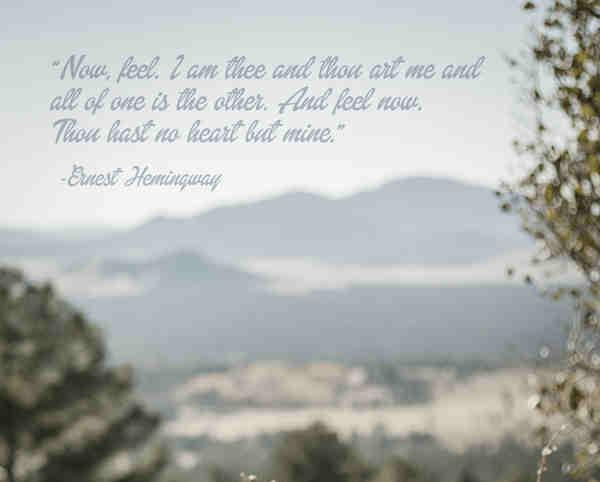 "Now, feel. I am thee and thou art me and
all of one is the other. And feel now.
Thou hast no heart but mine."
-Ernest Hemingway